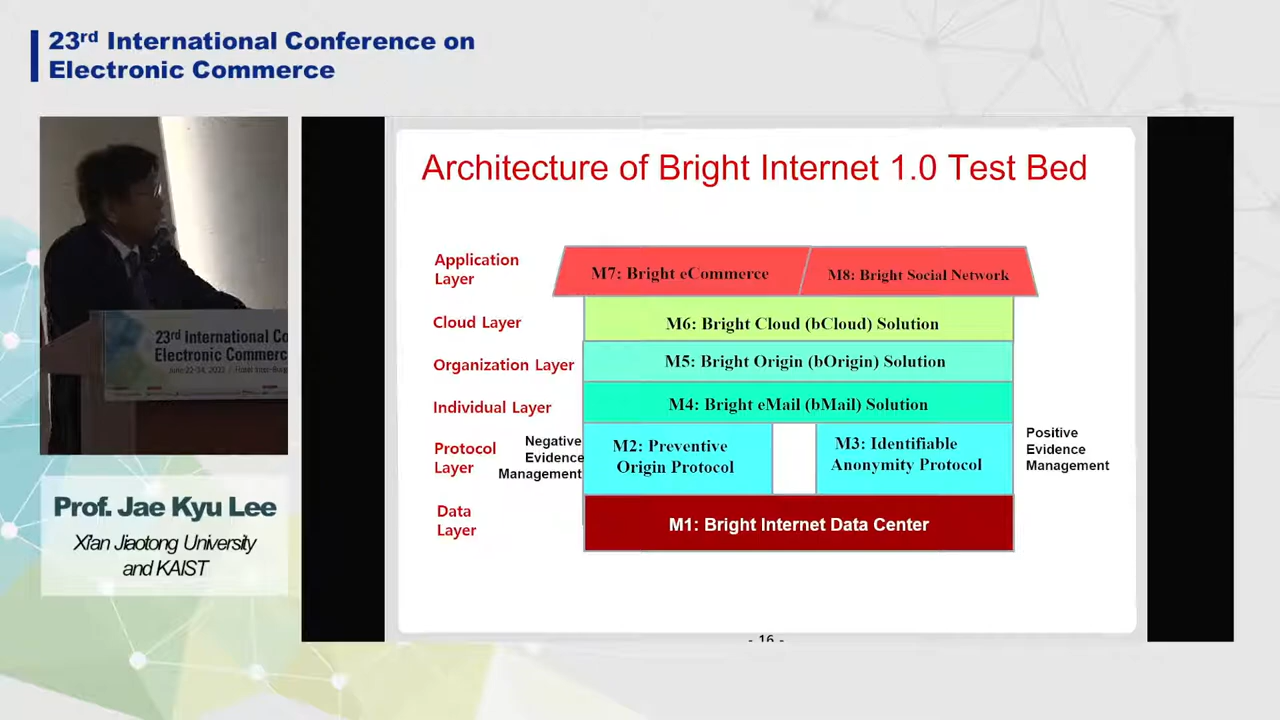 23rd International Conference on
Electronic Commerce
23rd International Co
Electronic Commerc
Prof. Jae Kyu Lee
Xi'an Jiaotong University
and KAIST
Architecture of Bright Internet 1.0 Test Bed
Application
Layer
M7: Bright eCommerce
M8: Bright Social Network
Cloud Layer
M6: Bright Cloud (bCloud) Solution
Organization Layer
M5: Bright Origin (bOrigin) Solution
Individual Layer
M4: Bright eMail (bMail) Solution
Protocol
Layer
Negative
Evidence
Management
M2: Preventive
Origin Protocol
M3: Identifiable
Anonymity Protocol
Positive
Evidence
Management
Data
Layer
M1: Bright Internet Data Center
- 16 -